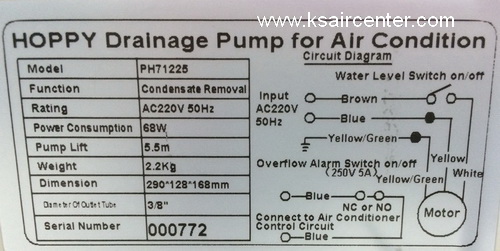 www.ksaircenter.com
HOPPY Drainage Pump for Air Condition
Model PH71225
Function Condensate Removal
Rating AC220V 50Hz
Power Consumption 68W
Pump Lift 5.5m
Weight 2.2Kg
Dimension 290*128*168mm
Diameter Of Outlet Tube 3/8"
Serial Number 000772
Circuit Diagram
Water Level Switch on/off
Input
AC220V
50Hz
Brown
Blue
Yellow/Green
Yellow
White
Overflow Alarm Switch on/off
(250V 5A)
Yellow/Green
Blue
NC or NO
Connect to Air Conditioner
Control Circuit
Blue
Motor